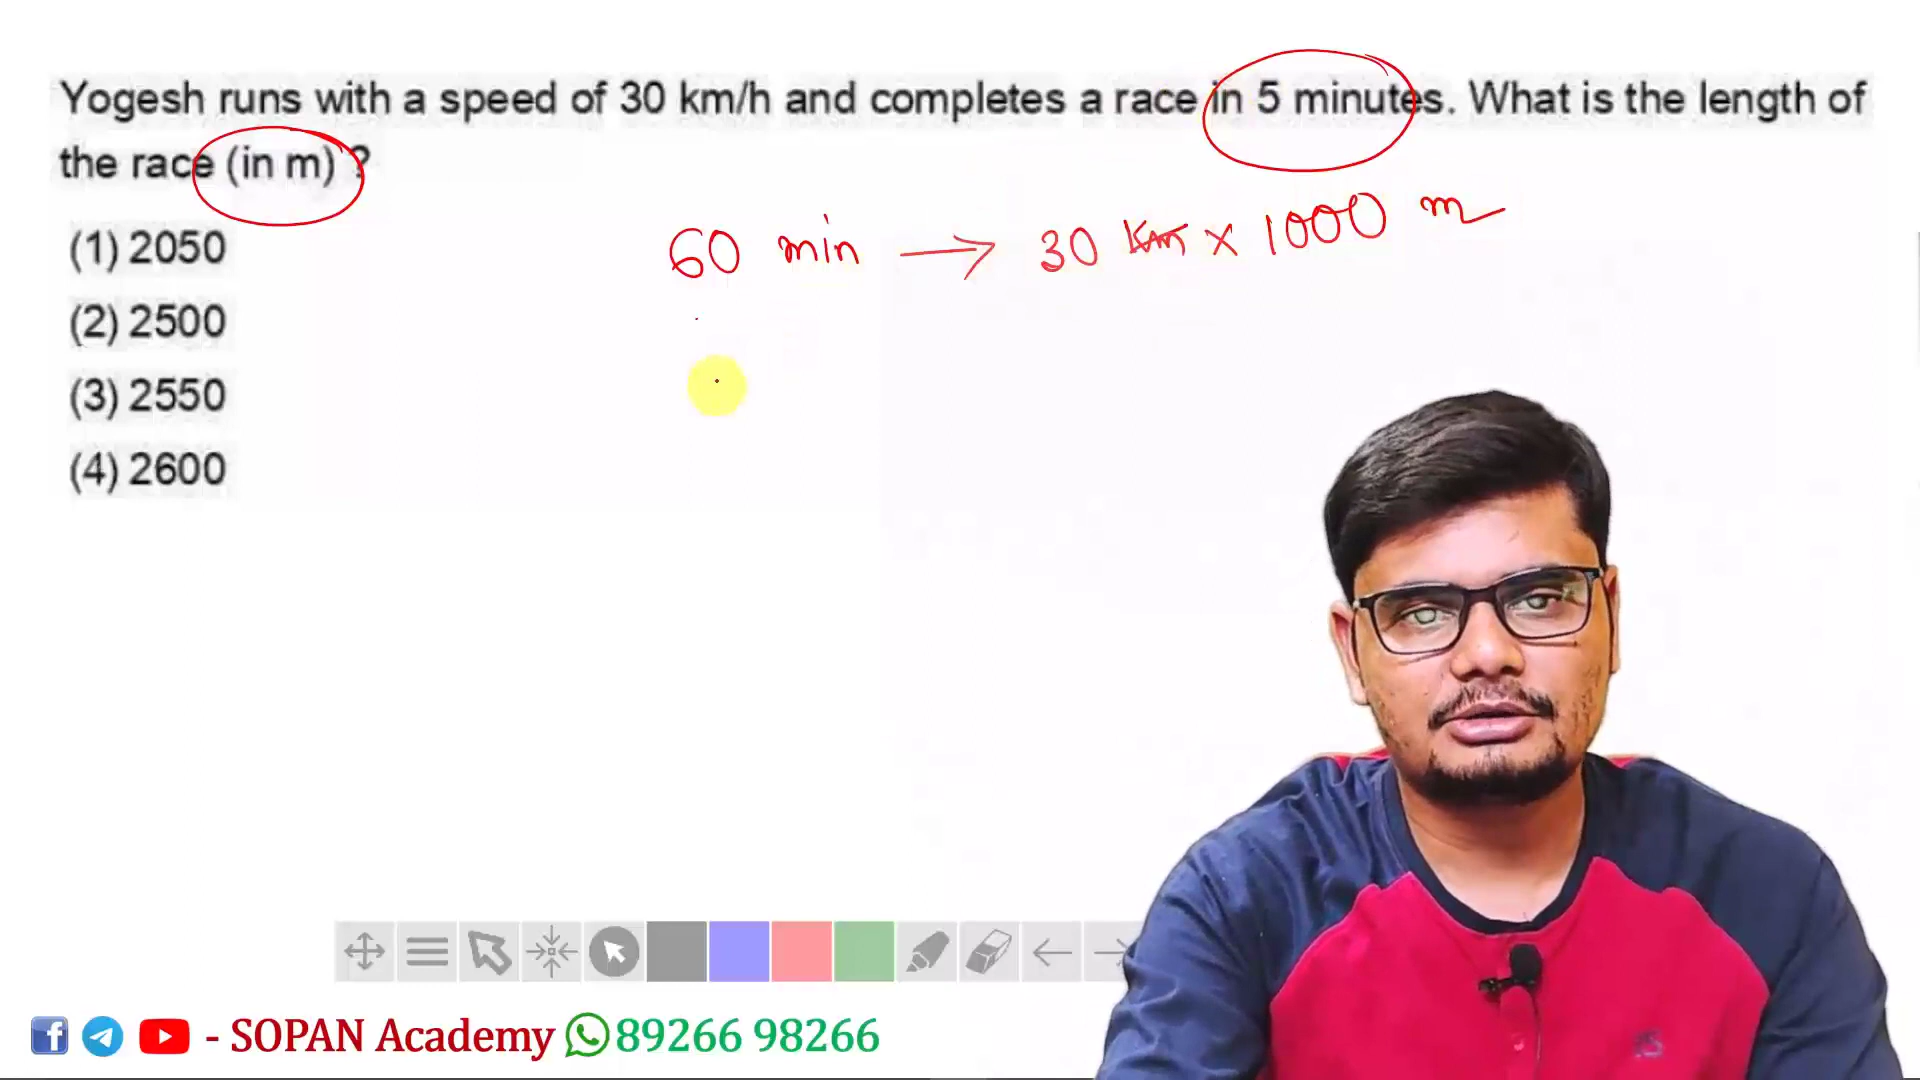 Yogesh runs with a speed of 30 km/h and completes a race in 5 minutes. What is the length of
the race (in m) ?
60 min → 30 Km × 1000 m
(1) 2050
(2) 2500
(3) 2550
(4) 2600
- SOPAN Academy 89266 98266